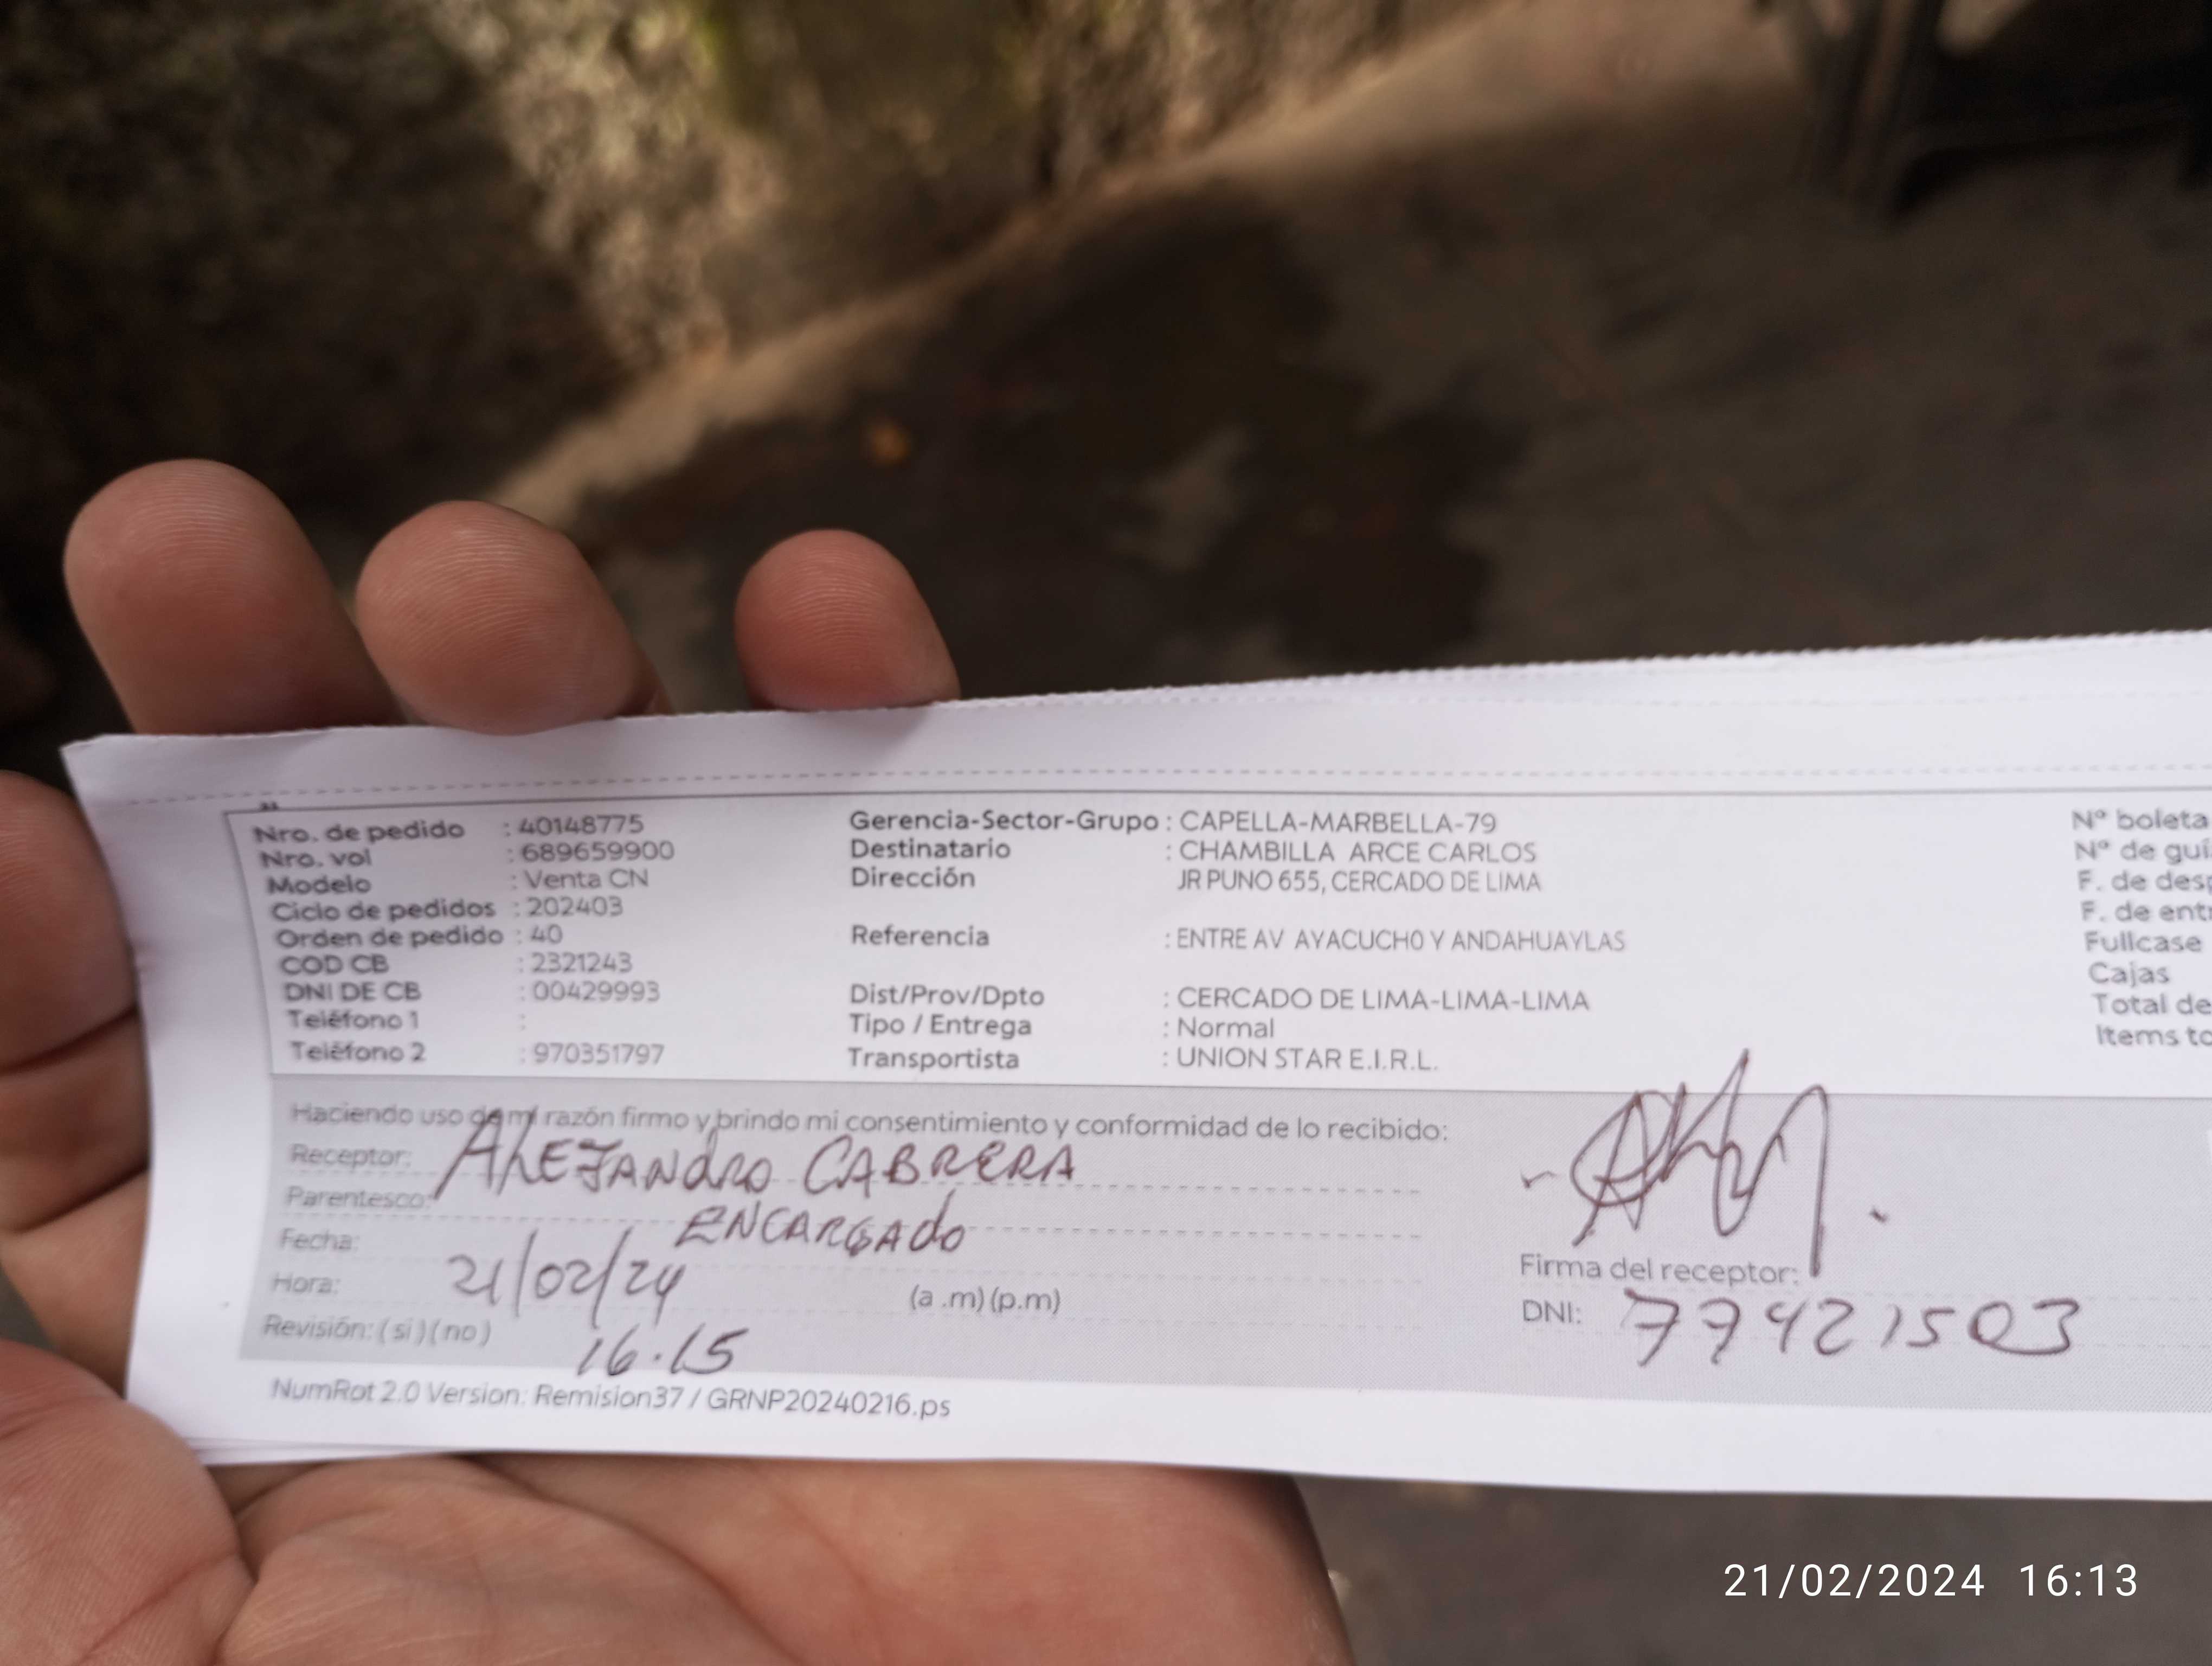 Nro. de pedido : 40148775
Nro. vol : 689659900
Modelo : Venta CN
Ciclo de pedidos : 202403
Orden de pedido : 40
COD CB : 2321243
DNI DE CB : 00429993
Teléfono 1 :
Teléfono 2 : 970351797
Gerencia-Sector-Grupo : CAPELLA-MARBELLA-79
Destinatario : CHAMBILLA ARCE CARLOS
Dirección JR PUNO 655, CERCADO DE LIMA
Referencia : ENTRE AV AYACUCHO Y ANDAHUAYLAS
Dist/Prov/Dpto : CERCADO DE LIMA-LIMA-LIMA
Tipo / Entrega : Normal
Transportista : UNION STAR E.I.R.L.
Nº boleta
Nº de guí
F. de desp
F. de entr
Fullcase
Cajas
Total de
Items to
Haciendo uso de mi razón firmo y brindo mi consentimiento y conformidad de lo recibido:
Receptor: ALEJANDRO CABRERA
Parentesco: ENCARGADO
Fecha: 21/02/24
Hora: (a .m) (p.m)
Revisión: ( si ) ( no ) 16.15
Firma del receptor:
DNI: 77421503
NumRot 2.0 Version: Remision37 / GRNP20240216.ps
21/02/2024 16:13